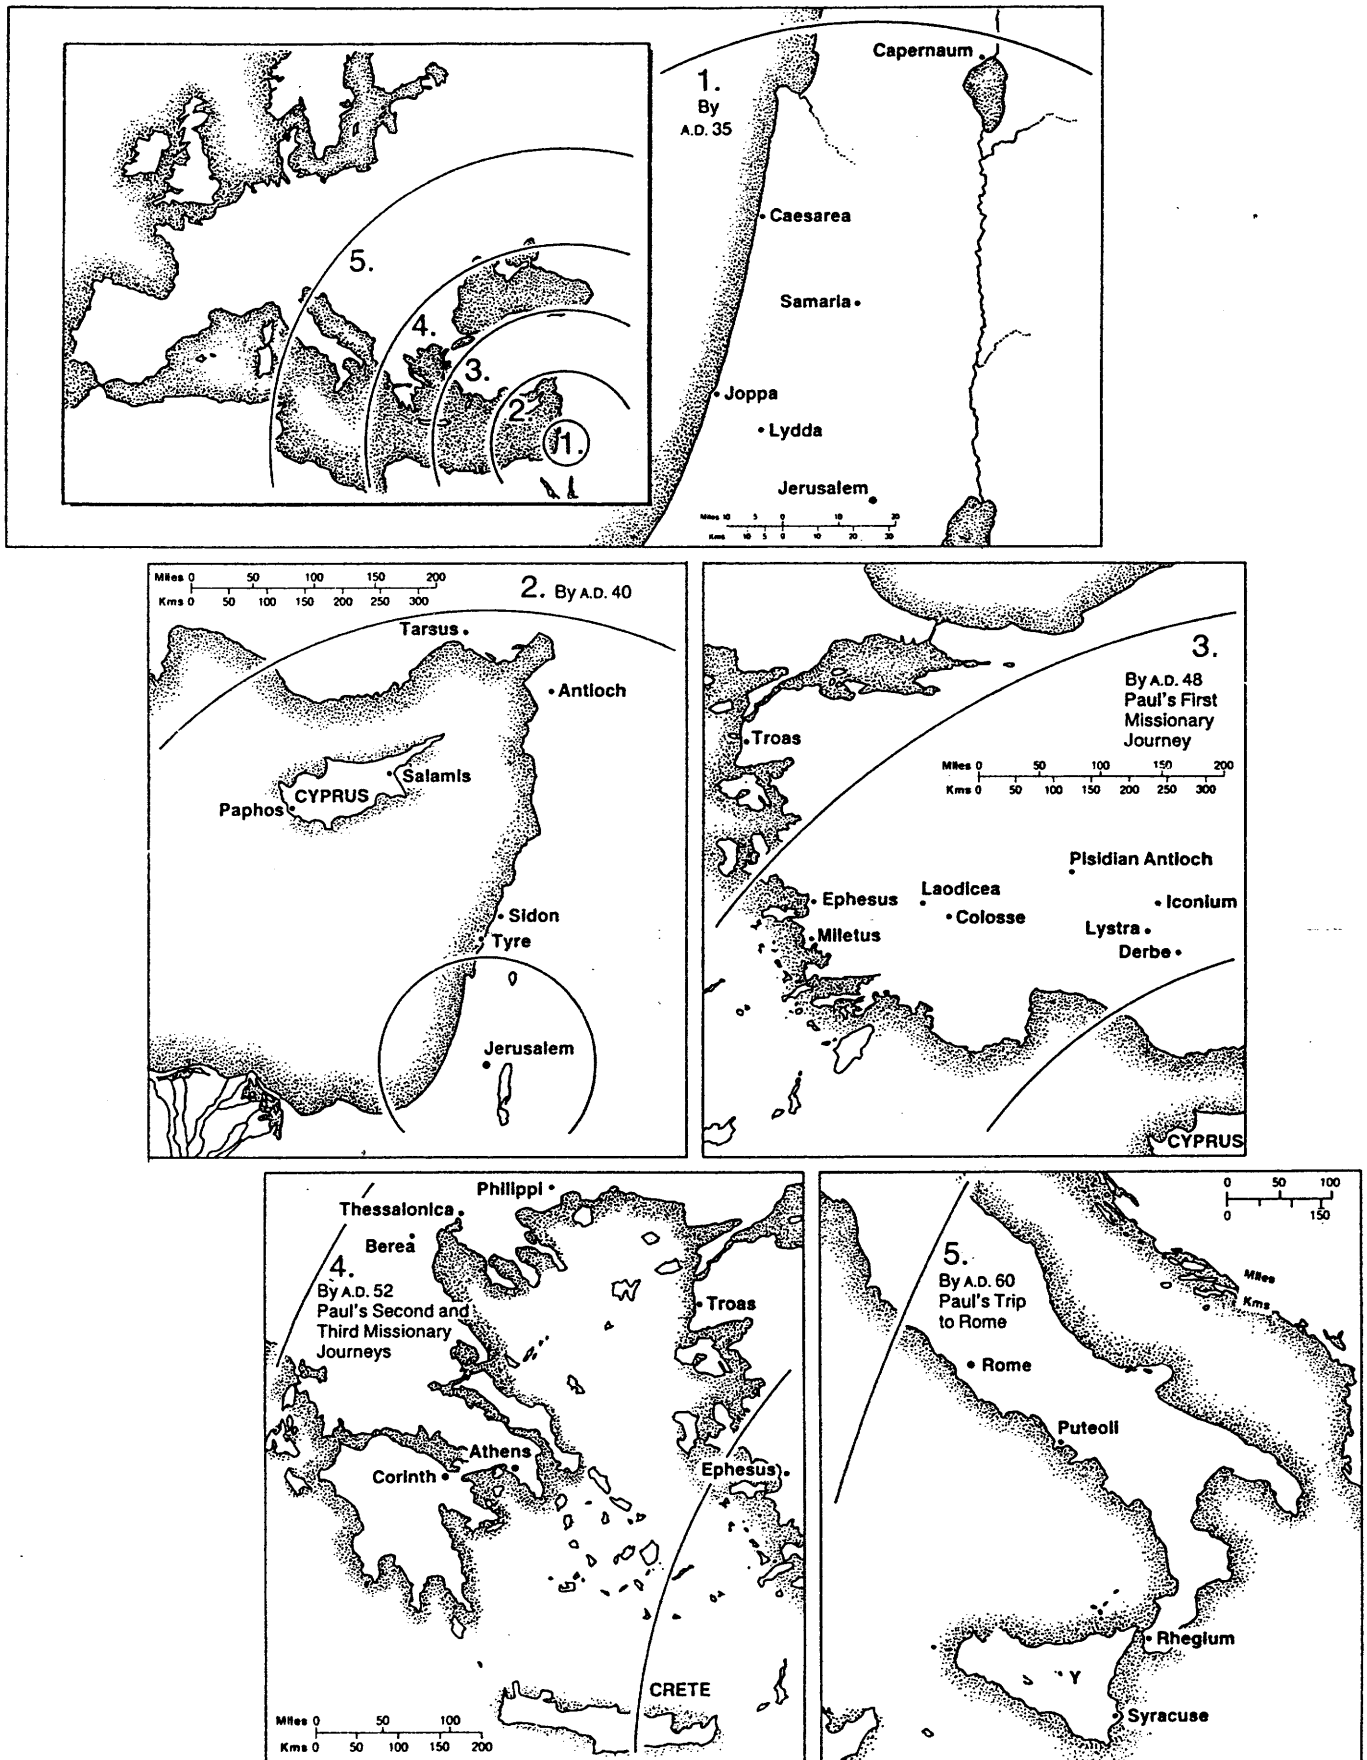 5.
4.
3.
2.
1.
1.
By
A.D. 35
Capernaum
Caesarea
Samaria
Joppa
Lydda
Jerusalem
Miles 10 5 0 10 20
Kms 10 5 0 10 20 30
Miles 0 50 100 150 200
Kms 0 50 100 150 200 250 300
2. By A.D. 40
Tarsus
Antioch
Salamis
CYPRUS
Paphos
Sidon
Tyre
Jerusalem
3.
By A.D. 48
Paul's First
Missionary
Journey
Miles 0 50 100 150 200
Kms 0 50 100 150 200 250 300
Troas
Pisidian Antioch
Laodicea
Ephesus
Iconium
Colosse
Lystra
Miletus
Derbe
CYPRUS
Philippi
Thessalonica
Berea
4.
By A.D. 52
Paul's Second and
Third Missionary
Journeys
Troas
Athens
Corinth
Ephesus
CRETE
Miles 0 50 100
Kms 0 50 100 150 200
0 50 100
0 150
Miles
Kms
5.
By A.D. 60
Paul's Trip
to Rome
Rome
Puteoli
Rhegium
Y
Syracuse